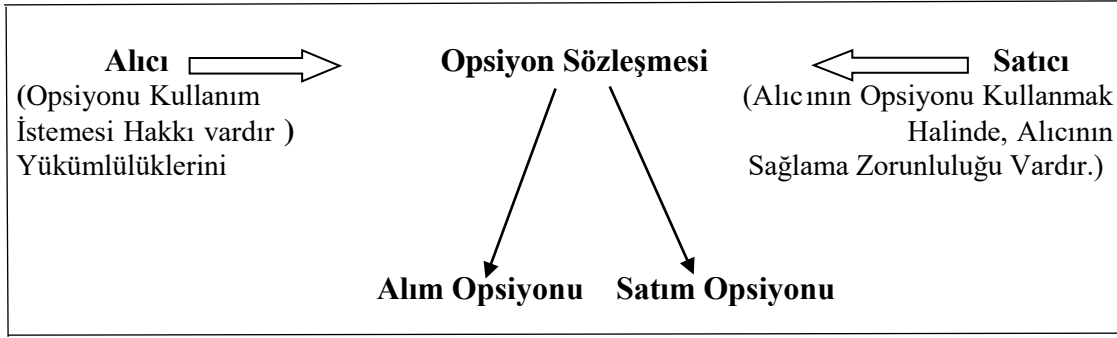 Alıcı Opsiyon Sözleşmesi Satıcı
(Opsiyonu Kullanım (Alıcının Opsiyonu Kullanmak
İstemesi Hakkı vardır ) Halinde, Alıcının
Yükümlülüklerini Sağlama Zorunluluğu Vardır.)
Alım Opsiyonu Satım Opsiyonu